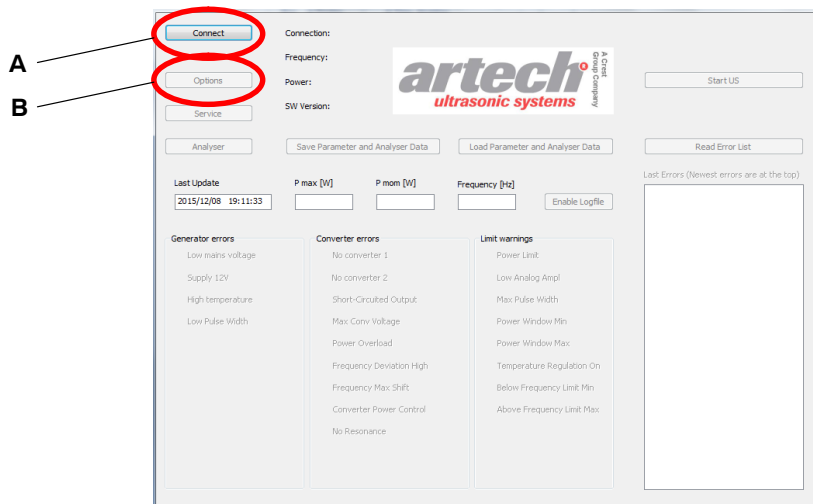 A
B
Connect
Options
Service
Analyser
Connection:
Frequency:
Power:
SW Version:
artech
ultrasonic systems
A Crest
Group Company
Start US
Save Parameter and Analyser Data
Load Parameter and Analyser Data
Read Error List
Last Update
2015/12/08 19:11:33
P max [W]
P mom [W]
Frequency [Hz]
Enable Logfile
Last Errors (Newest errors are at the top)
Generator errors
Low mains voltage
Supply 12V
High temperature
Low Pulse Width
Converter errors
No converter 1
No converter 2
Short-Circuited Output
Max Conv Voltage
Power Overload
Frequency Deviation High
Frequency Max Shift
Converter Power Control
No Resonance
Limit warnings
Power Limit
Low Analog Ampl
Max Pulse Width
Power Window Min
Power Window Max
Temperature Regulation On
Below Frequency Limit Min
Above Frequency Limit Max